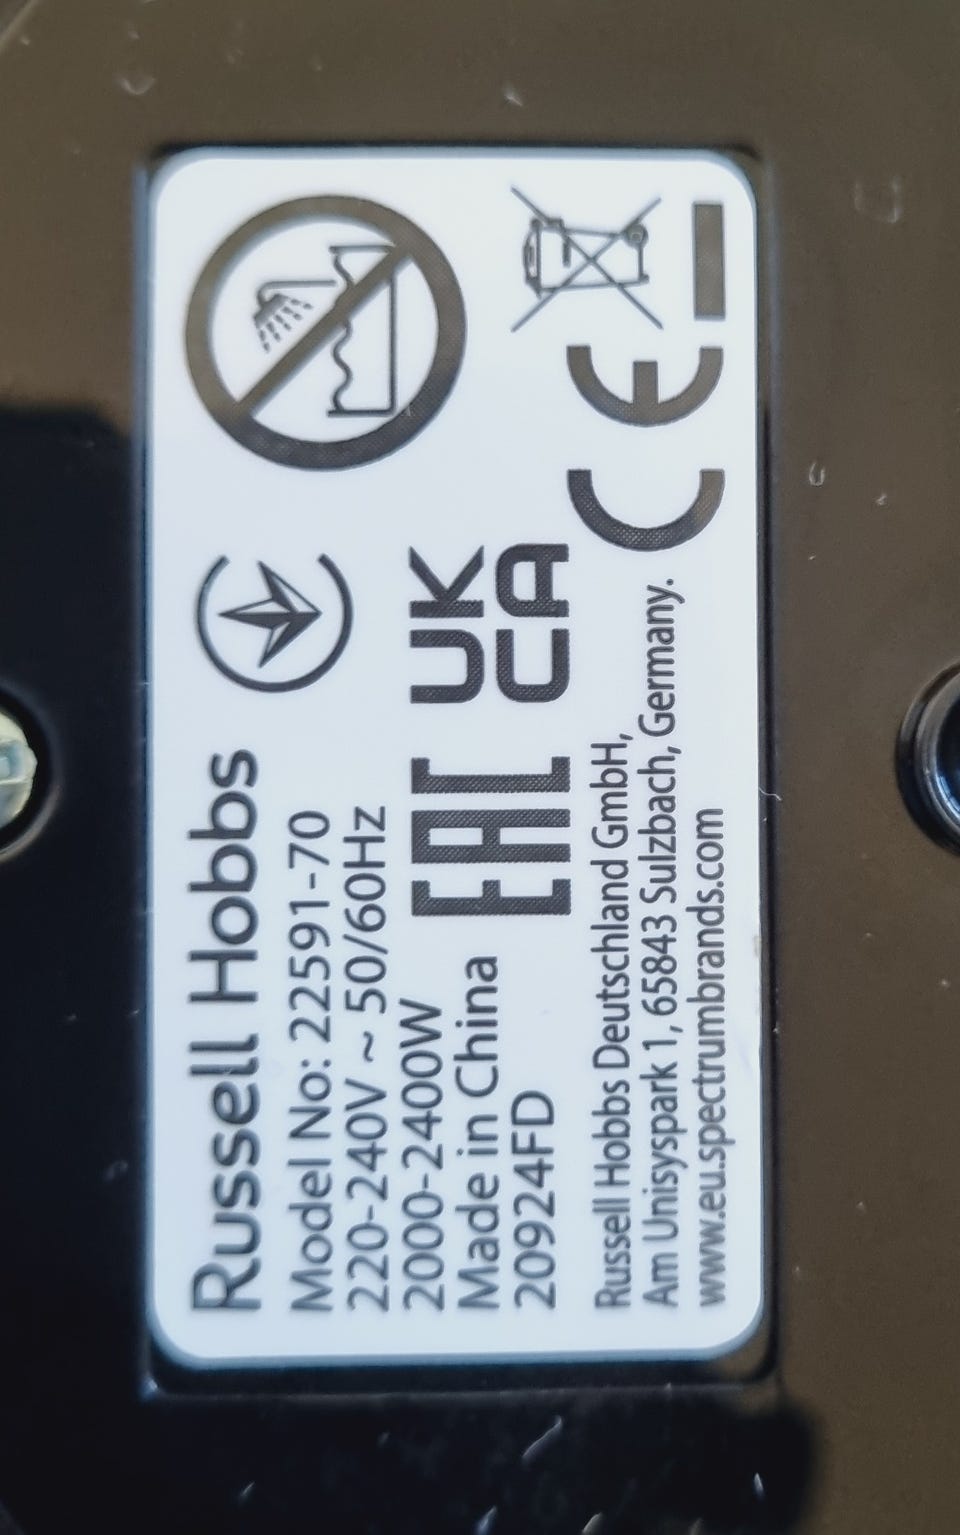 Russell Hobbs
Model No: 22591-70
220-240V ~ 50/60Hz
2000-2400W
Made in China
20924FD
EAC
UK
CA
CE
Russell Hobbs Deutschland GmbH,
Am Unisyspark 1, 65843 Sulzbach, Germany.
www.eu.spectrumbrands.com